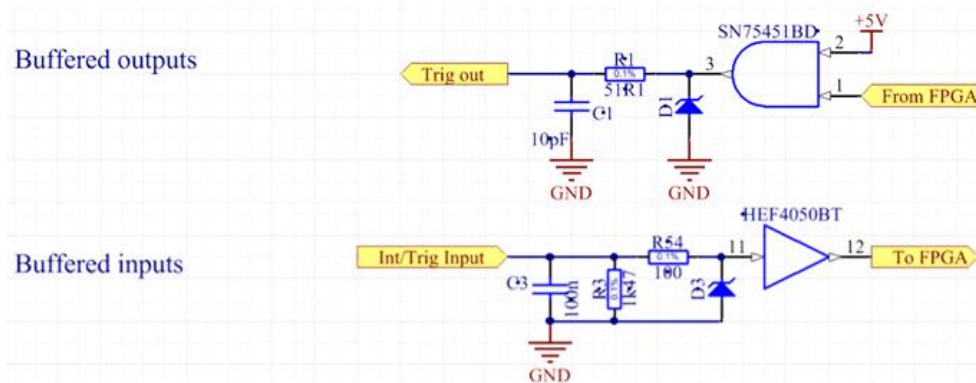 Buffered outputs
Trig out
R1
0.1%
51R1
C1
10pF
GND
D1
GND
3
SN75451BD
+5V
2
1
From FPGA
Buffered inputs
Int/Trig Input
C3
100n
R3
0.1%
1k47
R54
0.1%
100
D3
11
HEF4050BT
12
To FPGA
GND